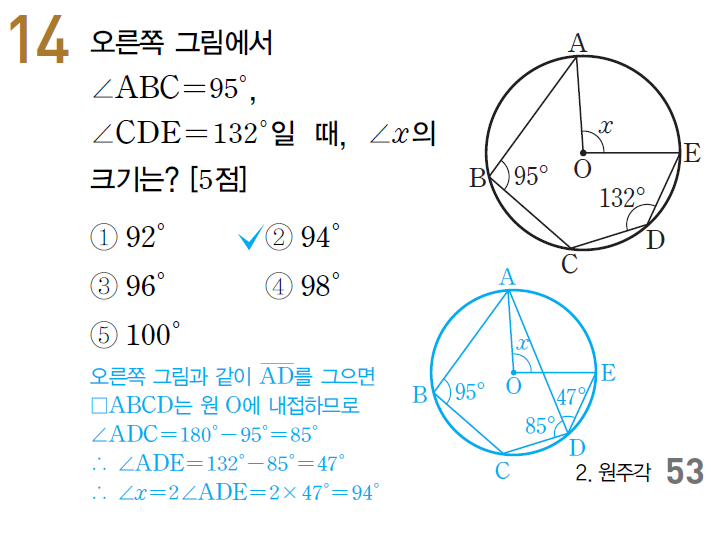 14
오른쪽 그림에서
∠ABC=95°,
∠CDE=132°일 때, ∠x의
크기는? [5점]
① 92°
② 94°
③ 96°
④ 98°
⑤ 100°
A
x
O
E
B
95°
132°
D
C
오른쪽 그림과 같이 A͞D͞를 그으면
□ABCD는 원 O에 내접하므로
∠ADC=180°-95°=85°
∴ ∠ADE=132°-85°=47°
∴ ∠x=2∠ADE=2×47°=94°
A
x
O
E
B
95°
47°
85°
D
C
2. 원주각 53